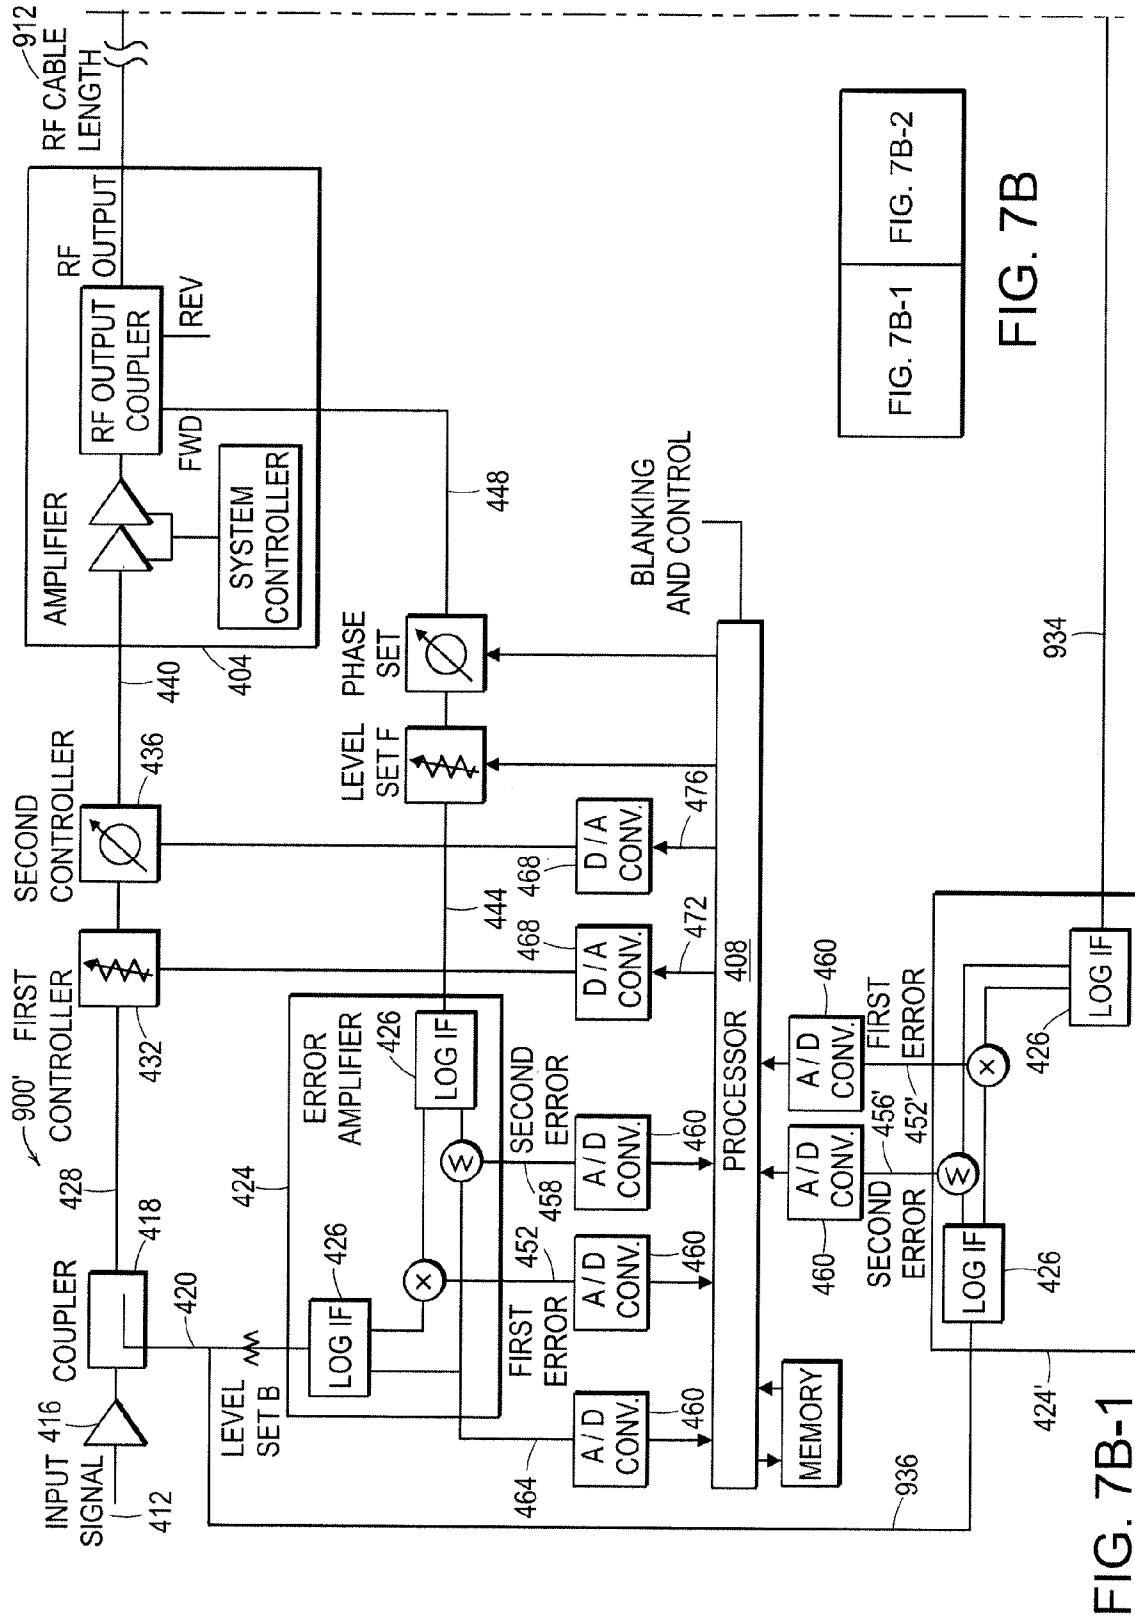 INPUT
SIGNAL
412
416
COUPLER
418
420
428
900'
FIRST
CONTROLLER
432
SECOND
CONTROLLER
436
440
404
AMPLIFIER
SYSTEM
CONTROLLER
RF OUTPUT
COUPLER
FWD
REV
RF
OUTPUT
RF CABLE
LENGTH
912
LEVEL
SET B
424
ERROR
AMPLIFIER
LOG IF
426
X
Σ
LOG IF
426
444
LEVEL
SET F
PHASE
SET
448
464
FIRST
ERROR
452
SECOND
ERROR
458
A/D
CONV.
460
A/D
CONV.
460
A/D
CONV.
460
D/A
CONV.
468
D/A
CONV.
468
472
476
MEMORY
PROCESSOR 408
BLANKING
AND CONTROL
A/D
CONV.
460
A/D
CONV.
460
SECOND
ERROR
456'
FIRST
ERROR
452'
LOG IF
426
Σ
X
LOG IF
426
424'
936
934
FIG. 7B-1
FIG. 7B-2
FIG. 7B
FIG. 7B-1